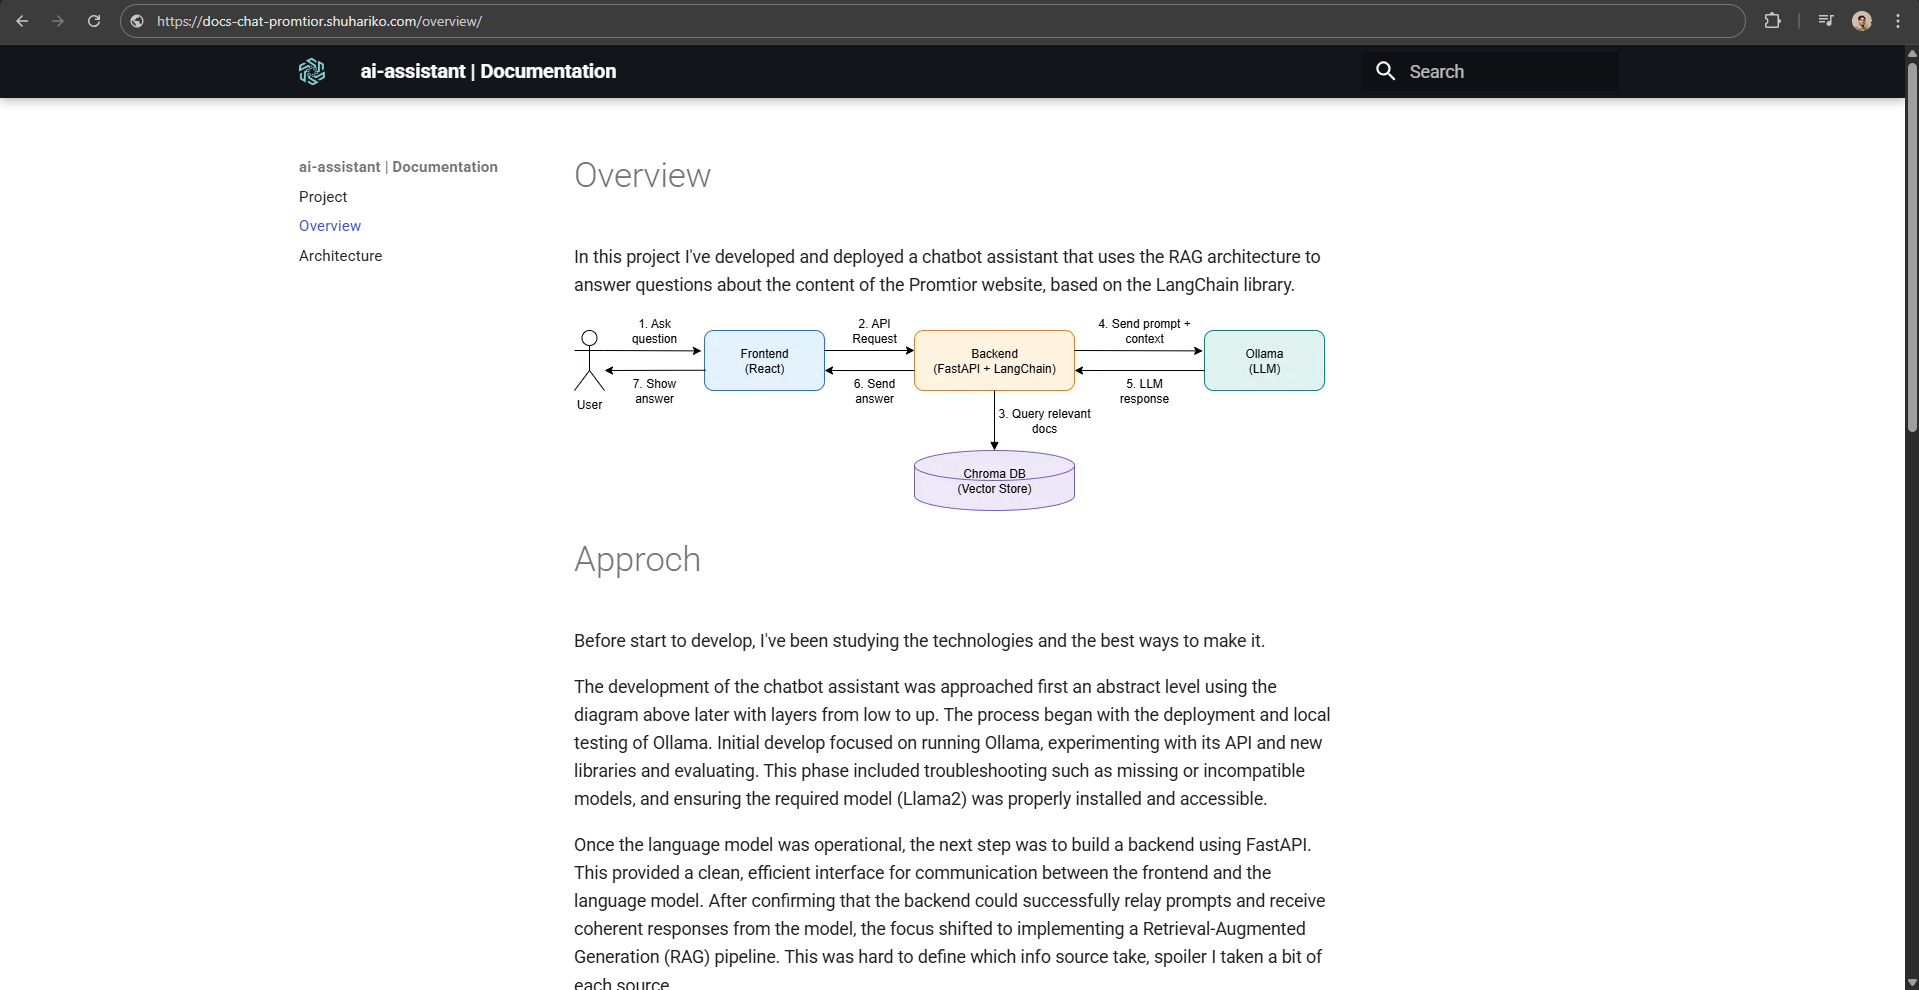 https://docs-chat-promtior.shuhariko.com/overview/
ai-assistant | Documentation
Search
ai-assistant | Documentation
Project
Overview
Architecture
Overview
In this project I've developed and deployed a chatbot assistant that uses the RAG architecture to
answer questions about the content of the Promtior website, based on the LangChain library.
1. Ask
question
2. API
Request
4. Send prompt +
context
Frontend
(React)
Backend
(FastAPI + LangChain)
Ollama
(LLM)
7. Show
answer
6. Send
answer
5. LLM
response
User
3. Query relevant
docs
Chroma DB
(Vector Store)
Approch
Before start to develop, I've been studying the technologies and the best ways to make it.
The development of the chatbot assistant was approached first an abstract level using the
diagram above later with layers from low to up. The process began with the deployment and local
testing of Ollama. Initial develop focused on running Ollama, experimenting with its API and new
libraries and evaluating. This phase included troubleshooting such as missing or incompatible
models, and ensuring the required model (Llama2) was properly installed and accessible.
Once the language model was operational, the next step was to build a backend using FastAPI.
This provided a clean, efficient interface for communication between the frontend and the
language model. After confirming that the backend could successfully relay prompts and receive
coherent responses from the model, the focus shifted to implementing a Retrieval-Augmented
Generation (RAG) pipeline. This was hard to define which info source take, spoiler I taken a bit of
each source